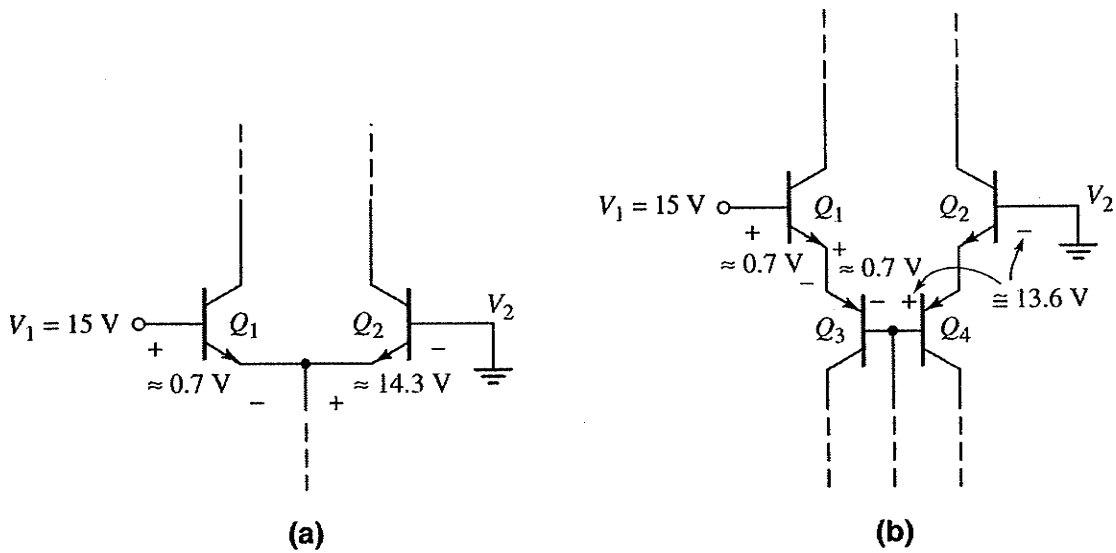 V₁ = 15 V
Q₁
Q₂
V₂
+
−
≈ 0.7 V
−
+
≈ 14.3 V
(a)
V₁ = 15 V
Q₁
Q₂
V₂
+
≈ 0.7 V
−
+
≈ 0.7 V
−
+
−
≅ 13.6 V
Q₃
Q₄
(b)